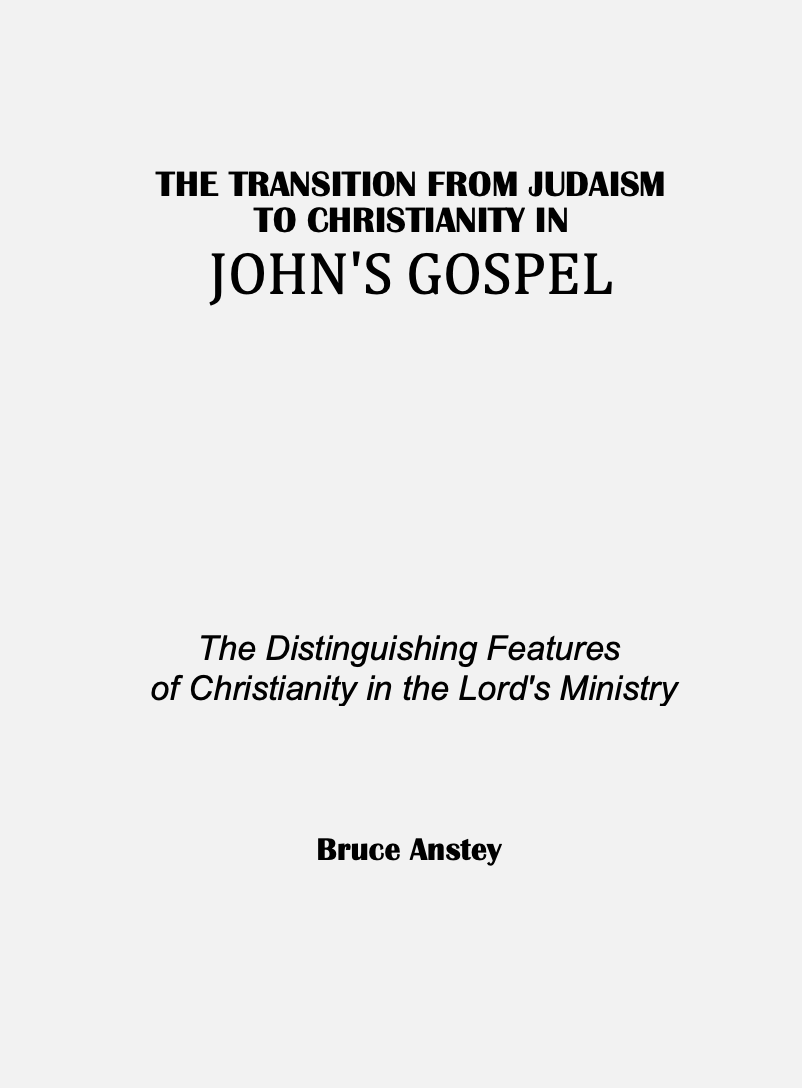 THE TRANSITION FROM JUDAISM
TO CHRISTIANITY IN
JOHN'S GOSPEL
The Distinguishing Features
of Christianity in the Lord's Ministry
Bruce Anstey